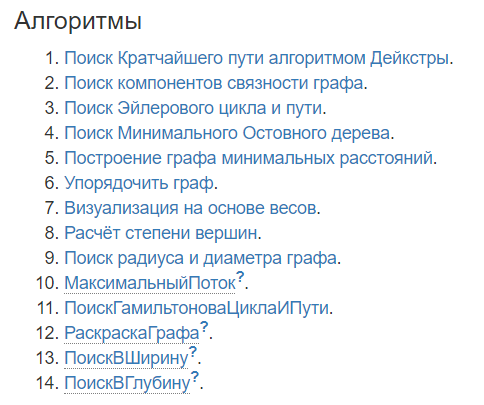 Алгоритмы
1. Поиск Кратчайшего пути алгоритмом Дейкстры.
2. Поиск компонентов связности графа.
3. Поиск Эйлерового цикла и пути.
4. Поиск Минимального Остовного дерева.
5. Построение графа минимальных расстояний.
6. Упорядочить граф.
7. Визуализация на основе весов.
8. Расчёт степени вершин.
9. Поиск радиуса и диаметра графа.
10. МаксимальныйПоток?.
11. ПоискГамильтоноваЦиклаИПути.
12. РаскраскаГрафа?.
13. ПоискВШирину?.
14. ПоискВГлубину?.